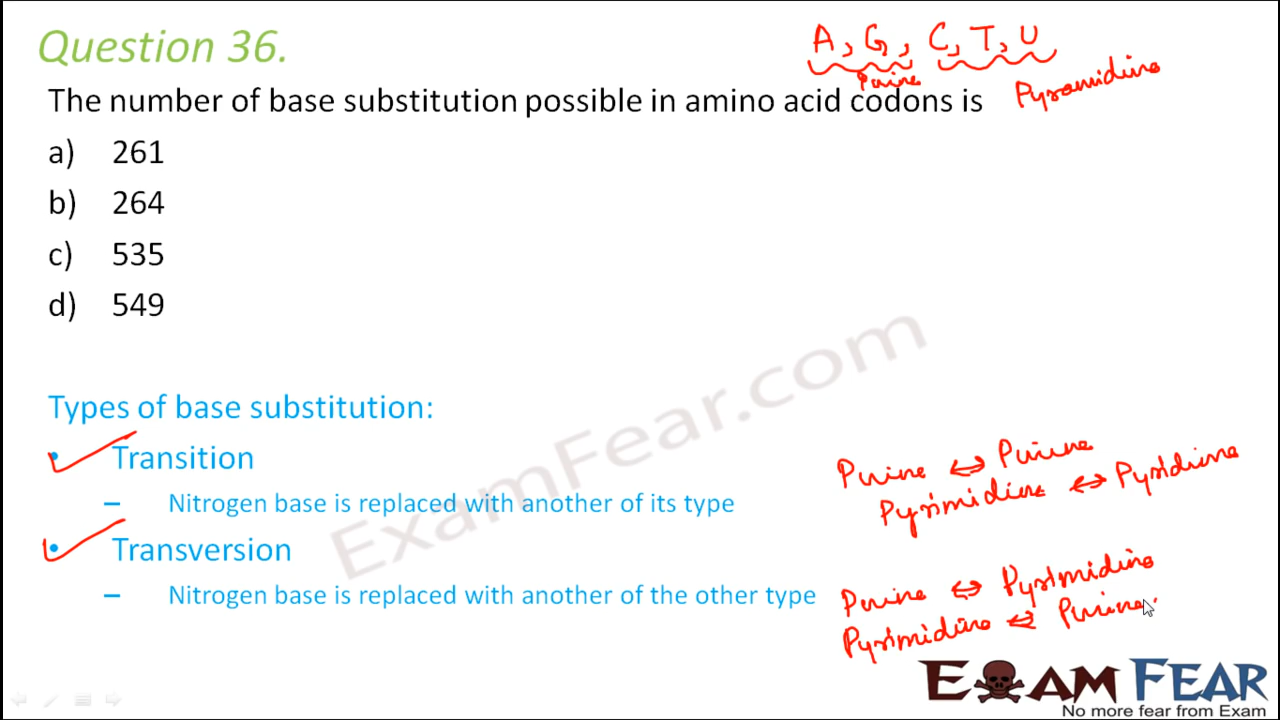 Question 36.
A, G, C, T, U
Purine
Pyramidine
The number of base substitution possible in amino acid codons is
a) 261
b) 264
c) 535
d) 549
ExamFear.com
Types of base substitution:
• Transition
– Nitrogen base is replaced with another of its type
Purine ⇔ Purine
Pyrimidine ⇔ Pyridine
• Transversion
– Nitrogen base is replaced with another of the other type
Purine ⇔ Pyrimidine
Pyrimidine ⇔ Purine
EXAM FEAR
No more fear from Exam